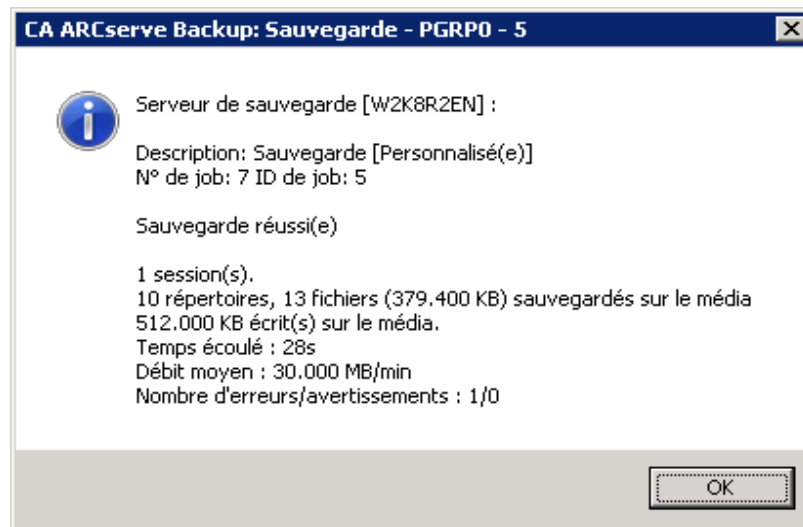 CA ARCserve Backup: Sauvegarde - PGRP0 - 5
Serveur de sauvegarde [W2K8R2EN] :
Description: Sauvegarde [Personnalisé(e)]
N° de job: 7 ID de job: 5
Sauvegarde réussi(e)
1 session(s).
10 répertoires, 13 fichiers (379.400 KB) sauvegardés sur le média
512.000 KB écrit(s) sur le média.
Temps écoulé : 28s
Débit moyen : 30.000 MB/min
Nombre d'erreurs/avertissements : 1/0
OK